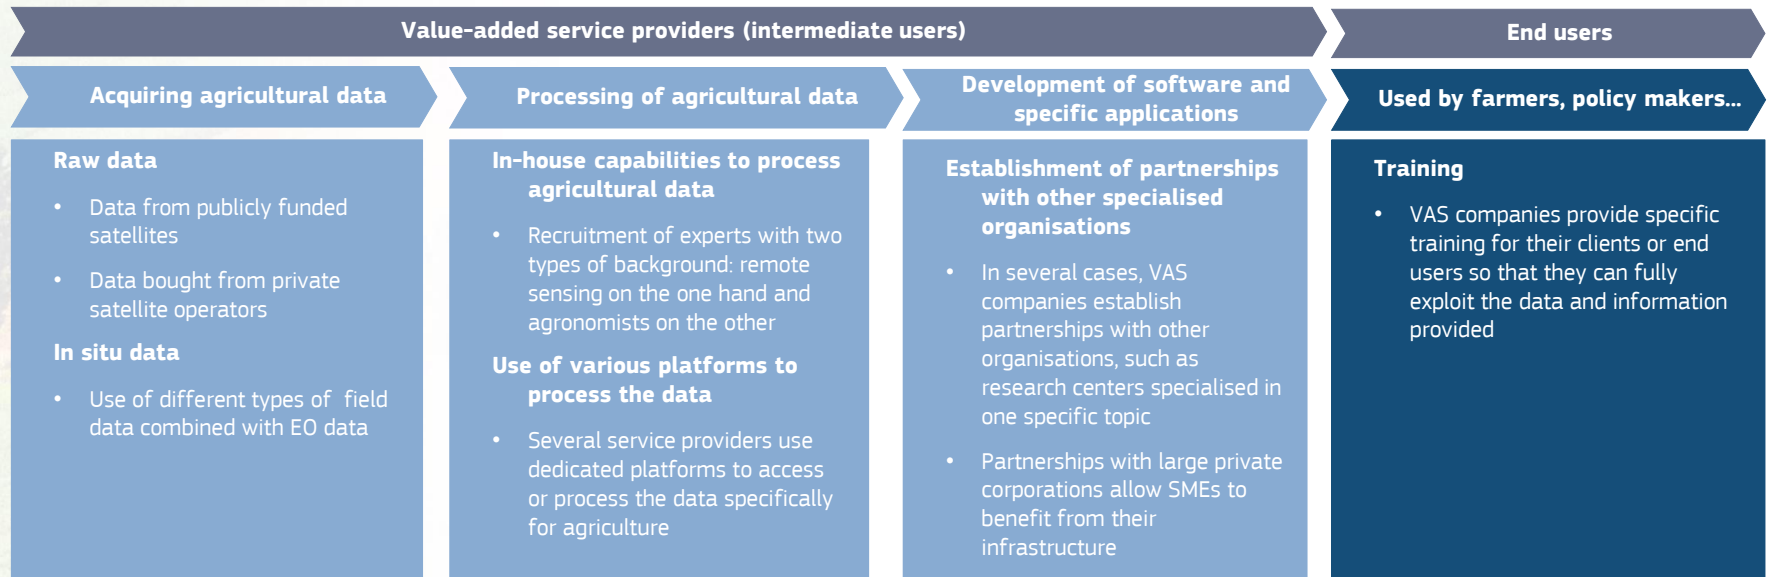 Value-added service providers (intermediate users)
End users
Acquiring agricultural data
Processing of agricultural data
Development of software and
specific applications
Used by farmers, policy makers...
Raw data
• Data from publicly funded
satellites
• Data bought from private
satellite operators
In situ data
• Use of different types of field
data combined with EO data
In-house capabilities to process
agricultural data
• Recruitment of experts with two
types of background: remote
sensing on the one hand and
agronomists on the other
Use of various platforms to
process the data
• Several service providers use
dedicated platforms to access
or process the data specifically
for agriculture
Establishment of partnerships
with other specialised
organisations
• In several cases, VAS
companies establish
partnerships with other
organisations, such as
research centers specialised in
one specific topic
• Partnerships with large private
corporations allow SMEs to
benefit from their
infrastructure
Training
• VAS companies provide specific
training for their clients or end
users so that they can fully
exploit the data and information
provided